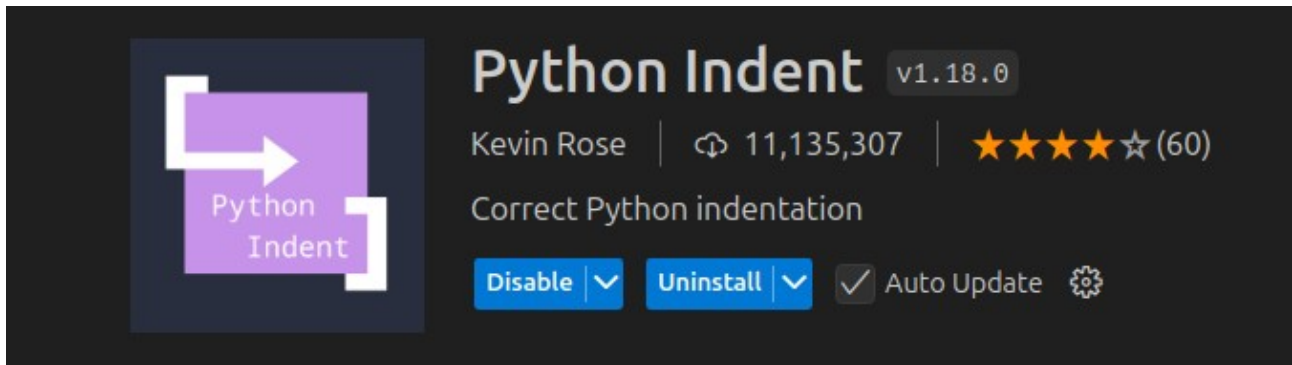 Python Indent v1.18.0
Kevin Rose 11,135,307 (60)
Python
Indent
Correct Python indentation
Disable Uninstall Auto Update